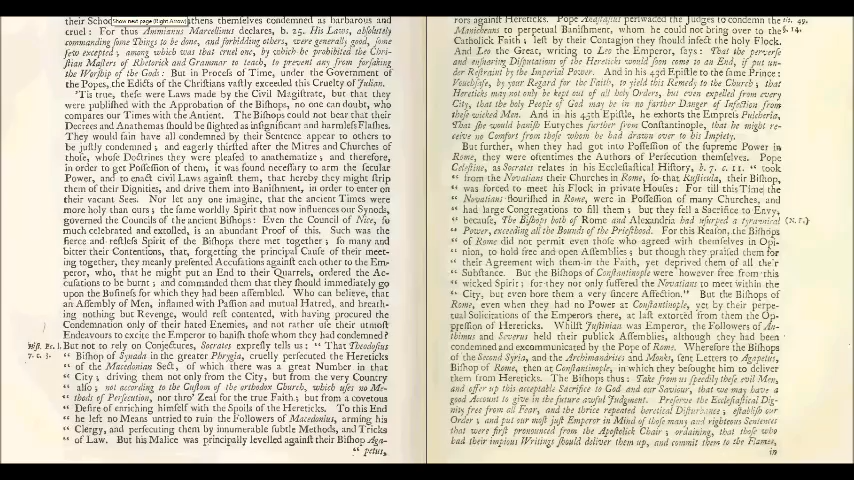 their Scho
Show next page (Right Arrow)
thens themselves condemned as barbarous and
cruel: For thus Ammianus Marcellinus declares, b. 25. His Laws, absolutely
commanding some Things to be done, and forbidding others, were generally good, some
few excepted; among which was that cruel one, by which he prohibited the Chri-
stian Masters of Rhetorick and Grammar to teach, to prevent any from forsaking
the Worship of the Gods: But in Process of Time, under the Government of
the Popes, the Edicts of the Christians vastly exceeded this Cruelty of Julian.
'Tis true, these were Laws made by the Civil Magistrate, but that they
were published with the Approbation of the Bishops, no one can doubt, who
compares our Times with the Antient. The Bishops could not bear that their
Decrees and Anathema's should be slighted as insignificant and harmless Flashes.
They would fain have all condemned by their Sentence appear to others to
be justly condemned; and eagerly thirsted after the Mitres and Churches of
those, whose Doctrines they were pleased to anathematize; and therefore,
in order to get Possession of them, it was found necessary to arm the secular
Power, and to enact civil Laws against them, that hereby they might strip
them of their Dignities, and drive them into Banishment, in order to enter on
their vacant Sees. Nor let any one imagine, that the ancient Times were
more holy than ours; the same worldly Spirit that now influences our Synods,
governed the Councils of the ancient Bishops: Even the Council of Nice, so
much celebrated and extolled, is an abundant Proof of this. Such was the
fierce and restless Spirit of the Bishops there met together; so many and
bitter their Contentions, that, forgetting the principal Cause of their meet-
ing together, they meanly presented Accusations against each other to the Em-
peror, who, that he might put an End to their Quarrels, ordered the Ac-
cusations to be burnt; and commanded them that they should immediately go
upon the Business for which they had been assembled. Who can believe, that
an Assembly of Men, inflamed with Passion and mutual Hatred, and breath-
ing nothing but Revenge, would rest contented, with having procured the
Condemnation only of their hated Enemies, and not rather use their utmost
Endeavours to excite the Emperor to banish those whom they had condemned?
Hist. Ec. l. But not to rely on Conjectures, Socrates expresly tells us: " That Theodosius
7. c. 3. " Bishop of Synada in the greater Phrygia, cruelly persecuted the Hereticks
" of the Macedonian Sect, of which there was a great Number in that
" City; driving them not only from the City, but from the very Country
" also; not according to the Custom of the orthodox Church, which uses no Me-
" thods of Persecution, nor thro' Zeal for the true Faith; but from a covetous
" Desire of enriching himself with the Spoils of the Hereticks. To this End
" he left no Means untried to ruin the Followers of Macedonius, arming his
" Clergy, and persecuting them by innumerable subtle Methods, and Tricks
" of Law. But his Malice was principally levelled against their Bishop Aga-
" petus,
rors against Hereticks. Pope Anastasius perswaded the Judges to condemn the Ib. 49.
Manicheans to perpetual Banishment, whom he could not bring over to the §. 14.
Catholick Faith; lest by their Contagion they should infect the holy Flock.
And Leo the Great, writing to Leo the Emperor, says: That the perverse
and ensnaring Disputations of the Hereticks would soon come to an End, if put un-
der Restraint by the Imperial Power. And in his 43d Epistle to the same Prince:
Vouchsafe, by your Regard for the Faith, to yield this Remedy to the Church; that
Hereticks may not only be kept out of all holy Orders, but even expelled from every
City, that the holy People of God may be in no further Danger of Infection from
these wicked Men. And in his 45th Epistle, he exhorts the Empress Pulcheria,
That she would banish Eutyches further from Constantinople, that he might re-
ceive no Comfort from those whom he had drawn over to his Impiety.
But further, when they had got into Possession of the supreme Power in
Rome, they were oftentimes the Authors of Persecution themselves. Pope
Celestine, as Socrates relates in his Ecclesiastical History, b. 7. c. 11. " took
" from the Novatians their Churches in Rome, so that Rusticula, their Bishop,
" was forced to meet his Flock in private Houses: For till this Time the
" Novatians flourished in Rome, were in Possession of many Churches, and
" had large Congregations to fill them; but they fell a Sacrifice to Envy,
" because, The Bishops both of Rome and Alexandria had usurped a tyrannical
" Power, exceeding all the Bounds of the Priesthood. For this Reason, the Bishops
" of Rome did not permit even those who agreed with themselves in Opi-
" nion, to hold free and open Assemblies; but though they praised them for
" their Agreement with them in the Faith, yet deprived them of all their
" Substance. But the Bishops of Constantinople were however free from this
" wicked Spirit; for they not only suffered the Novatians to meet within the
" City, but even bore them a very sincere Affection." But the Bishops of
Rome, even when they had no Power at Constantinople, yet by their perpe-
tual Solicitations of the Emperors there, at last extorted from them the Op-
pression of Hereticks. Whilst Justinian was Emperor, the Followers of An-
thimus and Severus held their publick Assemblies, although they had been
condemned and excommunicated by the Pope of Rome. Wherefore the Bishops
of the Second Syria, and the Archimandrites and Monks, sent Letters to Agapetus,
Bishop of Rome, then at Constantinople, in which they besought him to deliver
them from Hereticks. The Bishops thus: Take from us speedily these evil Men,
and offer up this acceptable Sacrifice to God and our Saviour, that we may have a
good Account to give in the future awful Judgment. Preserve the Ecclesiastical Dig-
nity free from all Fear, and the thrice repeated heretical Disturbance; establish our
Order; and put our most just Emperor in Mind of those many and righteous Sentences
that were first pronounced from the Apostolick Chair; ordaining, that those who
had their impious Writings should deliver them up, and commit them to the Flames,
in